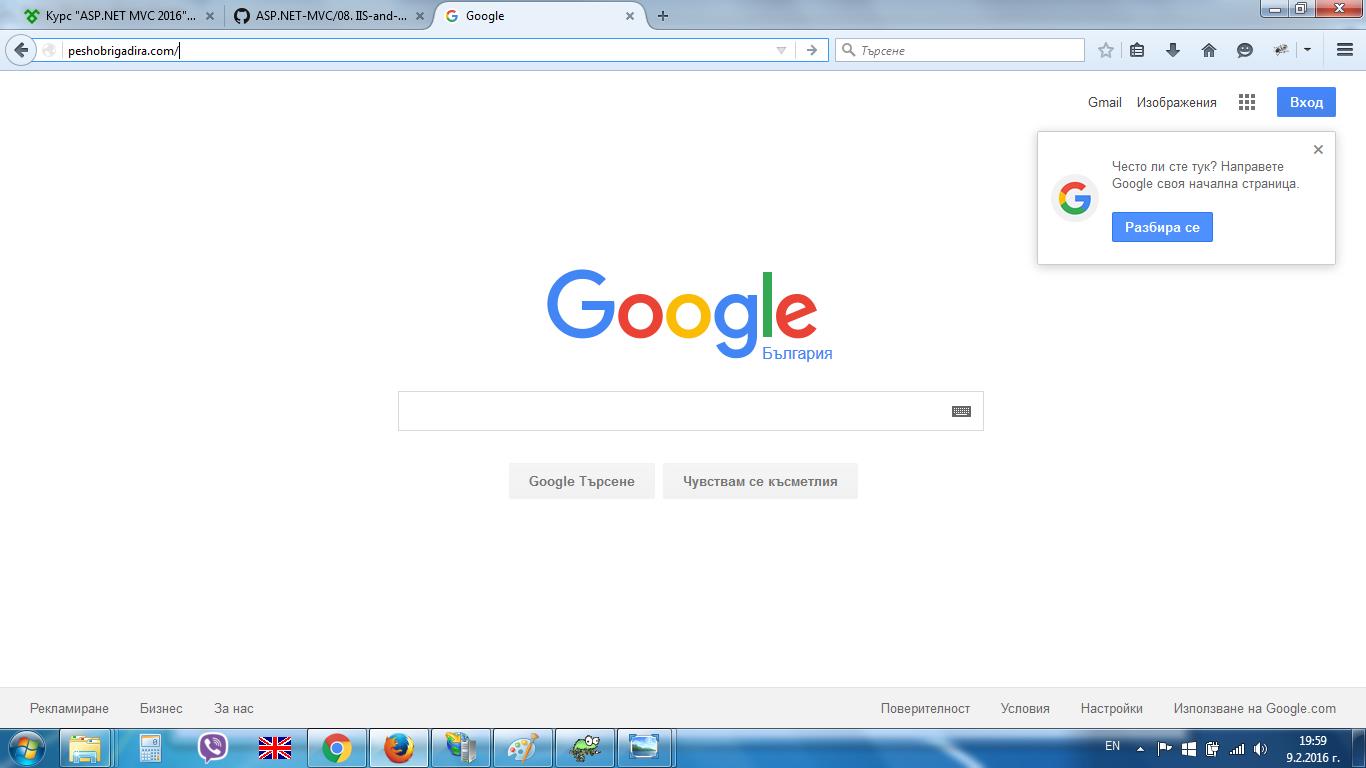 Курс "ASP.NET MVC 2016"...
ASP.NET-MVC/08. IIS-and-...
Google
peshobrigadira.com/
Търсене
Gmail Изображения Вход
Често ли сте тук? Направете
Google своя начална страница.
Разбира се
Google
България
Google Търсене
Чувствам се късметлия
Рекламиране Бизнес За нас Поверителност Условия Настройки Използване на Google.com
EN
19:59
9.2.2016 г.